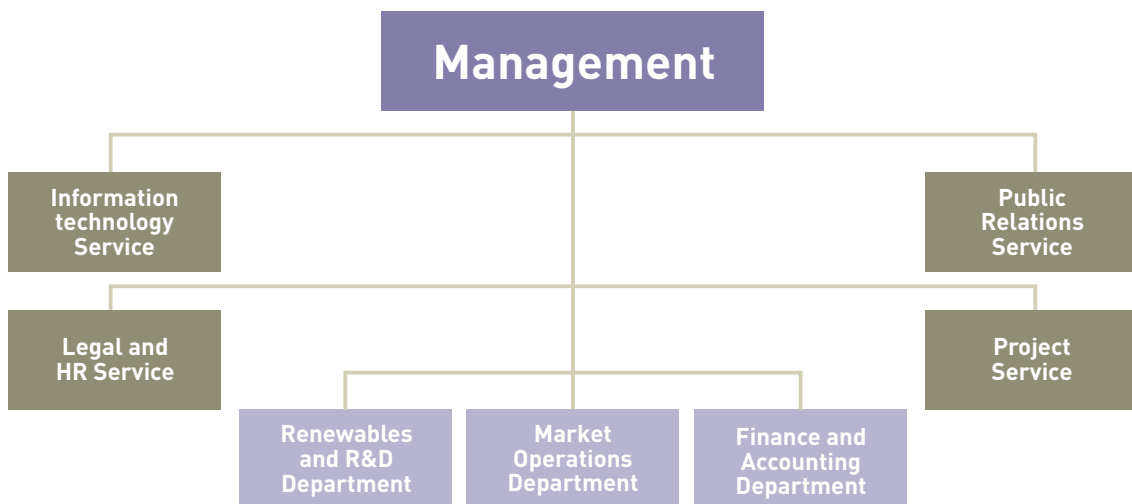 Management
Information
technology
Service
Public
Relations
Service
Legal and
HR Service
Project
Service
Renewables
and R&D
Department
Market
Operations
Department
Finance and
Accounting
Department